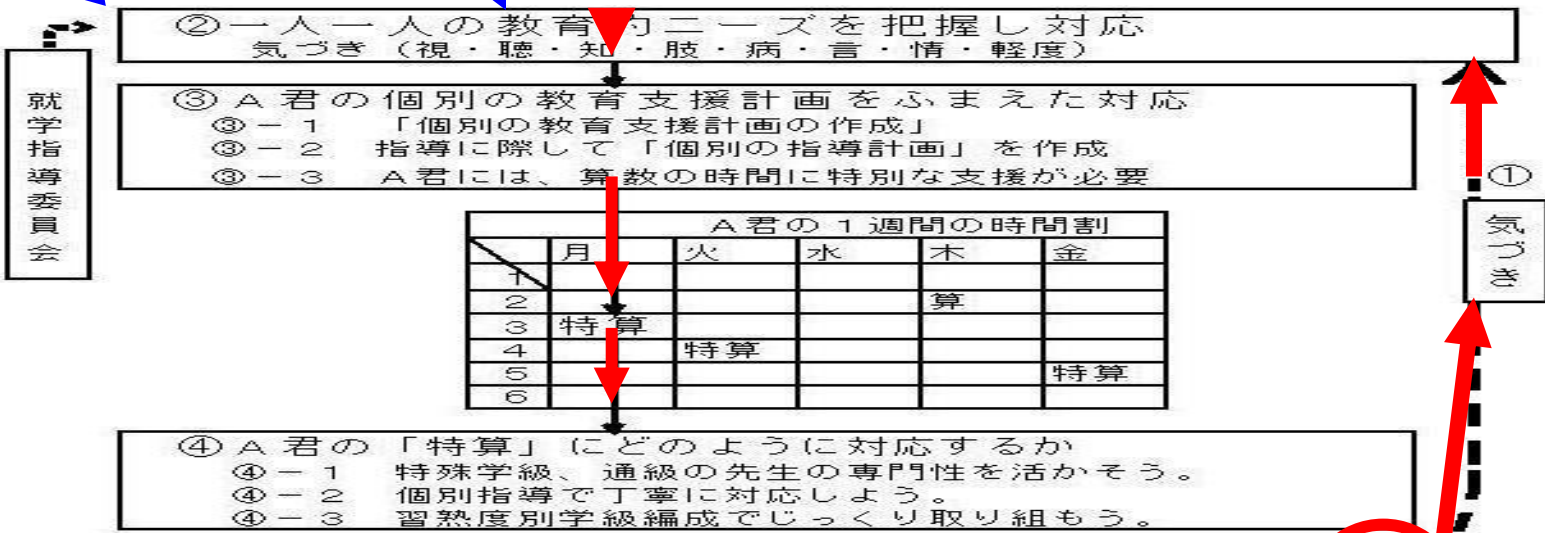 ②一人一人の教育的ニーズを把握し対応
気づき(視・聴・知・肢・病・言・情・軽度)
就学指導委員会
③A君の個別の教育支援計画をふまえた対応
③-1 「個別の教育支援計画の作成」
③-2 指導に際して「個別の指導計画」を作成
③-3 A君には、算数の時間に特別な支援が必要
①
気づき
A君の1週間の時間割
月 火 水 木 金
1
2 算
3 特算
4 特算
5 特算
6
④A君の「特算」にどのように対応するか
④-1 特殊学級、通級の先生の専門性を活かそう。
④-2 個別指導で丁寧に対応しよう。
④-3 習熟度別学級編成でじっくり取り組もう。